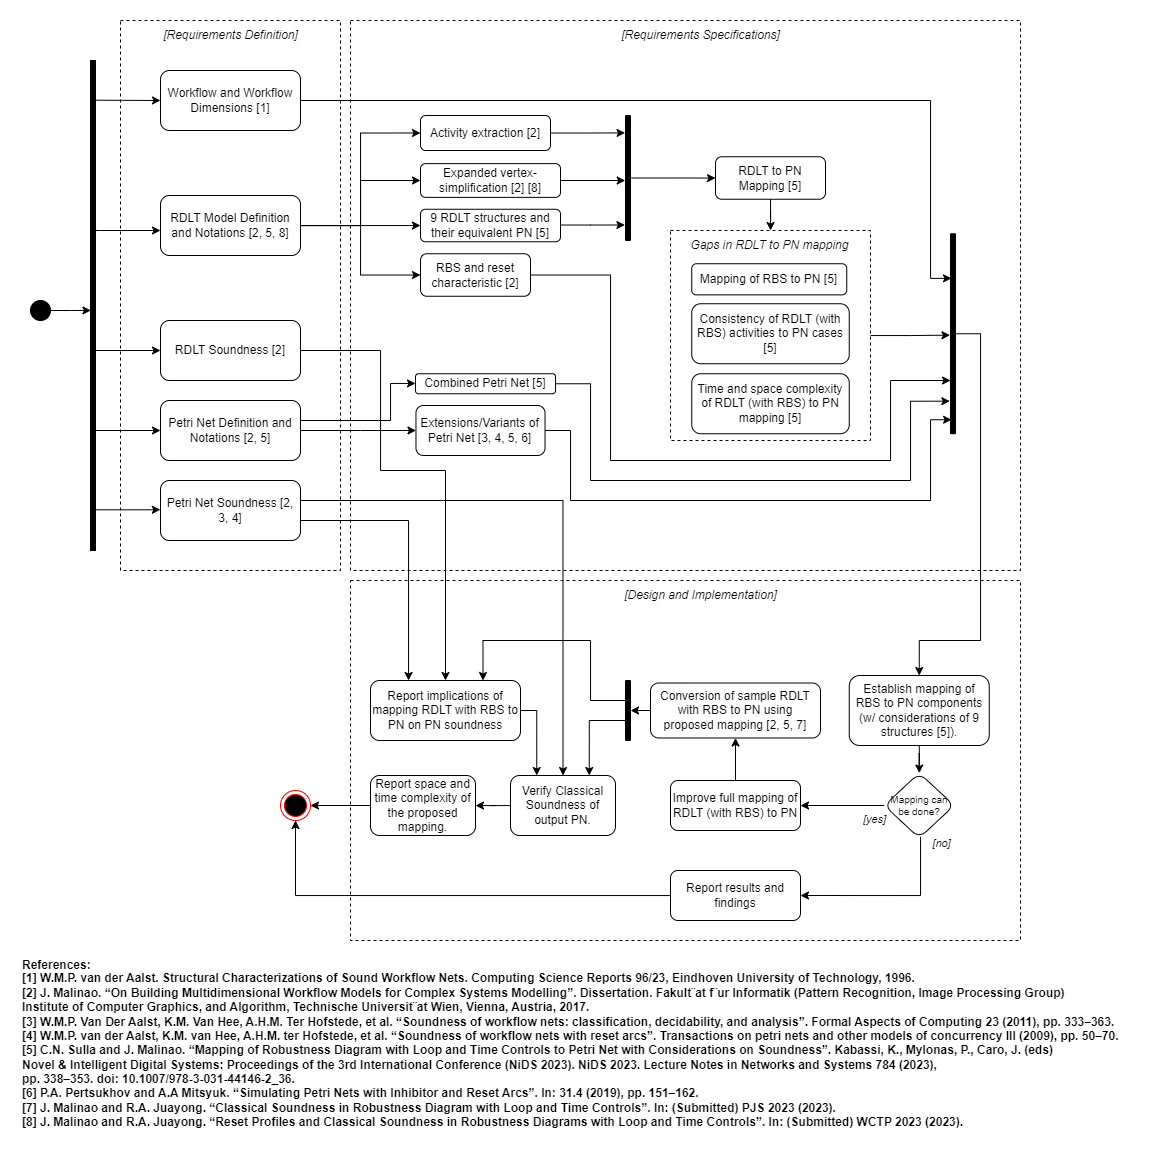 [Requirements Definition]
[Requirements Specifications]
Workflow and Workflow
Dimensions [1]
RDLT Model Definition
and Notations [2, 5, 8]
RDLT Soundness [2]
Petri Net Definition and
Notations [2, 5]
Petri Net Soundness [2,
3, 4]
Activity extraction [2]
Expanded vertex-
simplification [2] [8]
9 RDLT structures and
their equivalent PN [5]
RBS and reset
characteristic [2]
Combined Petri Net [5]
Extensions/Variants of
Petri Net [3, 4, 5, 6]
RDLT to PN
Mapping [5]
Gaps in RDLT to PN mapping
Mapping of RBS to PN [5]
Consistency of RDLT (with
RBS) activities to PN cases
[5]
Time and space complexity
of RDLT (with RBS) to PN
mapping [5]
[Design and Implementation]
Report implications of
mapping RDLT with RBS to
PN on PN soundness
Conversion of sample RDLT
with RBS to PN using
proposed mapping [2, 5, 7]
Establish mapping of
RBS to PN components
(w/ considerations of 9
structures [5]).
Report space and
time complexity of
the proposed
mapping.
Verify Classical
Soundness of
output PN.
Improve full mapping of
RDLT (with RBS) to PN
Mapping can
be done?
[yes]
[no]
Report results and
findings
References:
[1] W.M.P. van der Aalst. Structural Characterizations of Sound Workflow Nets. Computing Science Reports 96/23, Eindhoven University of Technology, 1996.
[2] J. Malinao. “On Building Multidimensional Workflow Models for Complex Systems Modelling”. Dissertation. Fakult¨at f¨ur Informatik (Pattern Recognition, Image Processing Group)
Institute of Computer Graphics, and Algorithm, Technische Universit¨at Wien, Vienna, Austria, 2017.
[3] W.M.P. Van Der Aalst, K.M. Van Hee, A.H.M. Ter Hofstede, et al. “Soundness of workflow nets: classification, decidability, and analysis”. Formal Aspects of Computing 23 (2011), pp. 333–363.
[4] W.M.P. van der Aalst, K.M. van Hee, A.H.M. ter Hofstede, et al. “Soundness of workflow nets with reset arcs”. Transactions on petri nets and other models of concurrency III (2009), pp. 50–70.
[5] C.N. Sulla and J. Malinao. “Mapping of Robustness Diagram with Loop and Time Controls to Petri Net with Considerations on Soundness”. Kabassi, K., Mylonas, P., Caro, J. (eds)
Novel & Intelligent Digital Systems: Proceedings of the 3rd International Conference (NiDS 2023). NiDS 2023. Lecture Notes in Networks and Systems 784 (2023),
pp. 338–353. doi: 10.1007/978-3-031-44146-2_36.
[6] P.A. Pertsukhov and A.A Mitsyuk. “Simulating Petri Nets with Inhibitor and Reset Arcs”. In: 31.4 (2019), pp. 151–162.
[7] J. Malinao and R.A. Juayong. “Classical Soundness in Robustness Diagram with Loop and Time Controls”. In: (Submitted) PJS 2023 (2023).
[8] J. Malinao and R.A. Juayong. “Reset Profiles and Classical Soundness in Robustness Diagrams with Loop and Time Controls”. In: (Submitted) WCTP 2023 (2023).